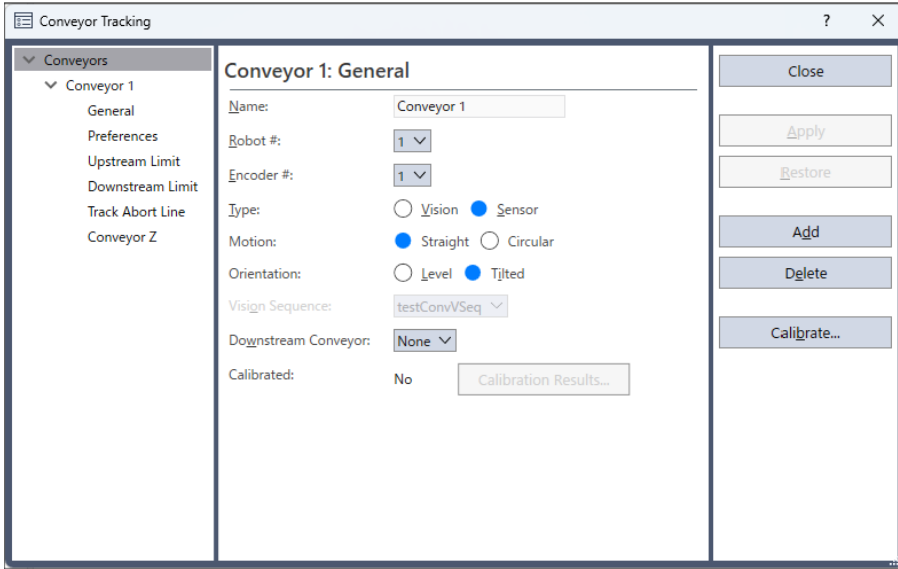 Conveyor Tracking
?
Conveyors
Conveyor 1
General
Preferences
Upstream Limit
Downstream Limit
Track Abort Line
Conveyor Z
Conveyor 1: General
Name: Conveyor 1
Robot #: 1
Encoder #: 1
Type: Vision Sensor
Motion: Straight Circular
Orientation: Level Tilted
Vision Sequence: testConvVSeq
Downstream Conveyor: None
Calibrated: No Calibration Results...
Close
Apply
Restore
Add
Delete
Calibrate...